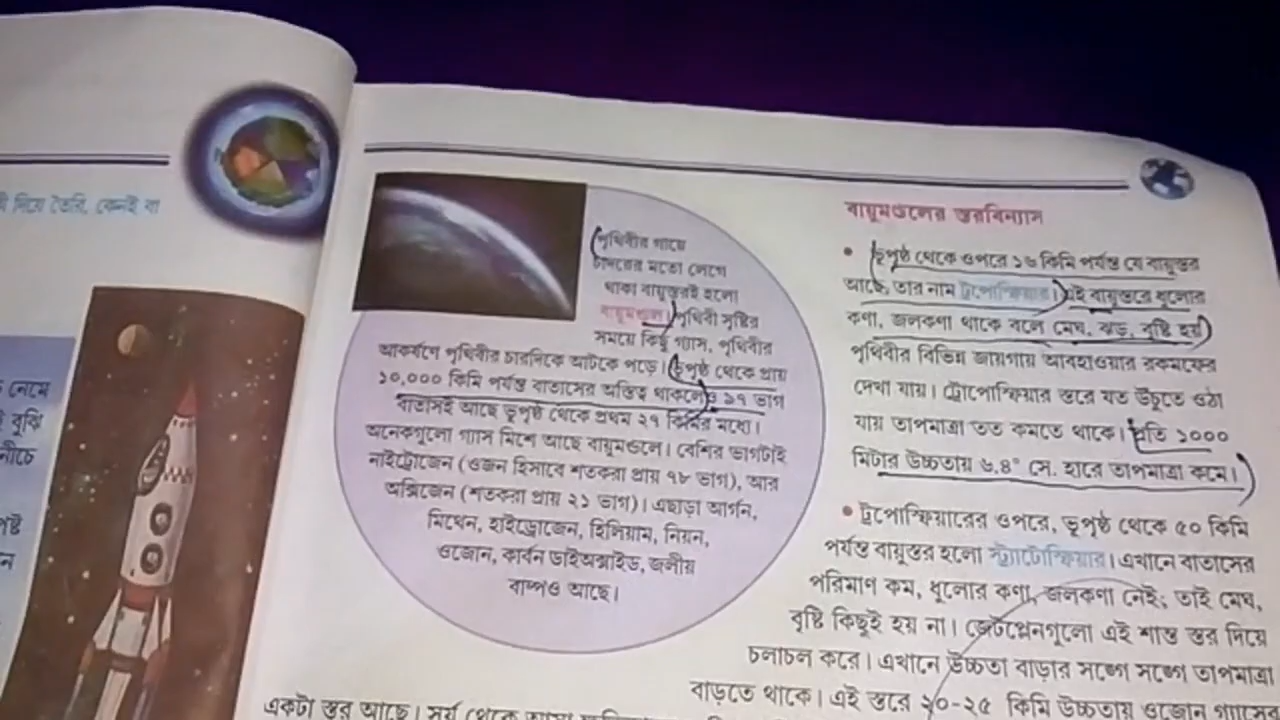 ই দিয়ে তৈরি, কেনই বা
নেমে
বুঝি
নীচে
পৃথিবীর গায়ে
চাদরের মতো লেগে
থাকা বায়ুস্তরই হলো
বায়ুমণ্ডল। পৃথিবী সৃষ্টির
সময়ে কিছু গ্যাস, পৃথিবীর
আকর্ষণে পৃথিবীর চারদিকে আটকে পড়ে। ভূপৃষ্ঠ থেকে প্রায়
১০,০০০ কিমি পর্যন্ত বাতাসের অস্তিত্ব থাকলেও ৯৭ ভাগ
বাতাসই আছে ভূপৃষ্ঠ থেকে প্রথম ২৭ কিমির মধ্যে।
অনেকগুলো গ্যাস মিশে আছে বায়ুমণ্ডলে। বেশির ভাগটাই
নাইট্রোজেন (ওজন হিসাবে শতকরা প্রায় ৭৮ ভাগ), আর
অক্সিজেন (শতকরা প্রায় ২১ ভাগ)। এছাড়া আর্গন,
মিথেন, হাইড্রোজেন, হিলিয়াম, নিয়ন,
ওজোন, কার্বন ডাইঅক্সাইড, জলীয়
বাষ্পও আছে।
একটা স্তর আছে। সূর্য থেকে আসা
বায়ুমণ্ডলের স্তরবিন্যাস
• ভূপৃষ্ঠ থেকে ওপরে ১৬ কিমি পর্যন্ত যে বায়ুস্তর
আছে, তার নাম ট্রপোস্ফিয়ার। এই বায়ুস্তরে ধুলোর
কণা, জলকণা থাকে বলে মেঘ, ঝড়, বৃষ্টি হয়।
পৃথিবীর বিভিন্ন জায়গায় আবহাওয়ার রকমফের
দেখা যায়। ট্রোপোস্ফিয়ার স্তরে যত উঁচুতে ওঠা
যায় তাপমাত্রা তত কমতে থাকে। প্রতি ১০০০
মিটার উচ্চতায় ৬.৪° সে. হারে তাপমাত্রা কমে।
• ট্রপোস্ফিয়ারের ওপরে, ভূপৃষ্ঠ থেকে ৫০ কিমি
পর্যন্ত বায়ুস্তর হলো স্ট্র্যাটোস্ফিয়ার। এখানে বাতাসের
পরিমাণ কম, ধুলোর কণা, জলকণা নেই; তাই মেঘ,
বৃষ্টি কিছুই হয় না। জেটপ্লেনগুলো এই শান্ত স্তর দিয়ে
চলাচল করে। এখানে উচ্চতা বাড়ার সঙ্গে সঙ্গে তাপমাত্রা
বাড়তে থাকে। এই স্তরে ২০-২৫ কিমি উচ্চতায় ওজোন গ্যাসের